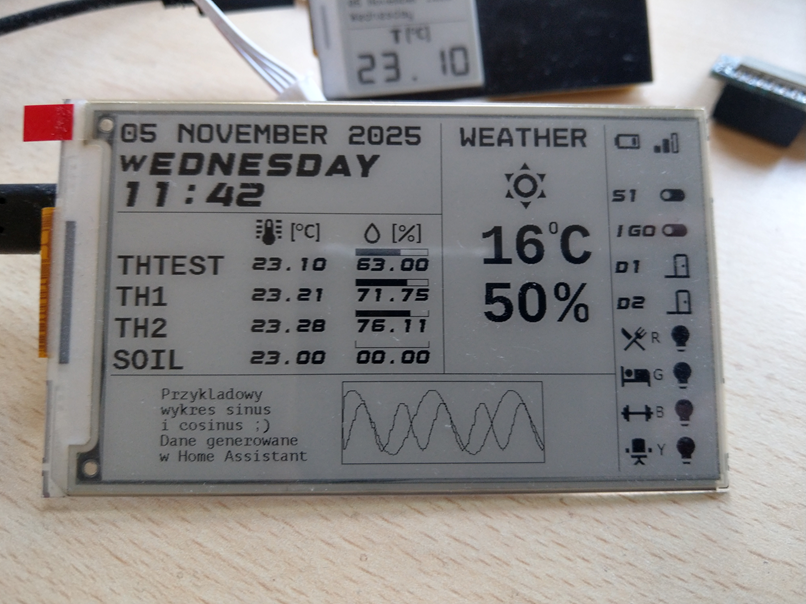 Wednesday
T[°C]
23.10
05 NOVEMBER 2025
WEDNESDAY
11:42
[°C] [%]
THTEST 23.10 63.00
TH1 23.21 71.75
TH2 23.28 76.11
SOIL 23.00 00.00
WEATHER
16°C
50%
S1
IGO
D1
D2
R
G
B
Y
Przykladowy
wykres sinus
i cosinus ;)
Dane generowane
w Home Assistant